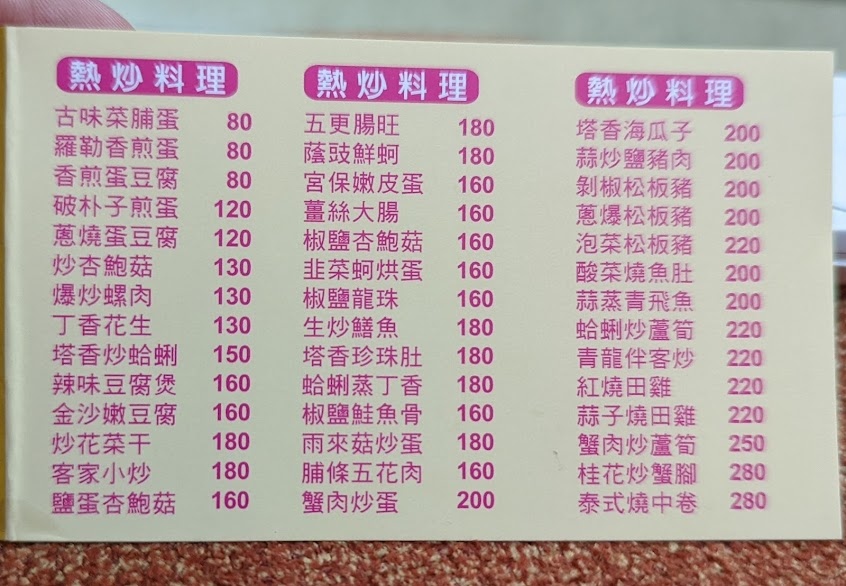 熱炒料理
古味菜脯蛋 80
羅勒香煎蛋 80
香煎蛋豆腐 80
破朴子煎蛋 120
蔥燒蛋豆腐 120
炒杏鮑菇 130
爆炒螺肉 130
丁香花生 130
塔香炒蛤蜊 150
辣味豆腐煲 160
金沙嫩豆腐 160
炒花菜干 180
客家小炒 180
鹽蛋杏鮑菇 160
熱炒料理
五更腸旺 180
蔭豉鮮蚵 180
宮保嫩皮蛋 160
薑絲大腸 160
椒鹽杏鮑菇 160
韭菜蚵烘蛋 160
椒鹽龍珠 160
生炒鱔魚 180
塔香珍珠肚 180
蛤蜊蒸丁香 180
椒鹽鮭魚骨 160
雨來菇炒蛋 180
脯條五花肉 160
蟹肉炒蛋 200
熱炒料理
塔香海瓜子 200
蒜炒鹽豬肉 200
剝椒松板豬 200
蔥爆松板豬 200
泡菜松板豬 220
酸菜燒魚肚 200
蒜蒸青飛魚 200
蛤蜊炒蘆筍 220
青龍伴客炒 220
紅燒田雞 220
蒜子燒田雞 220
蟹肉炒蘆筍 250
桂花炒蟹腳 280
泰式燒中卷 280